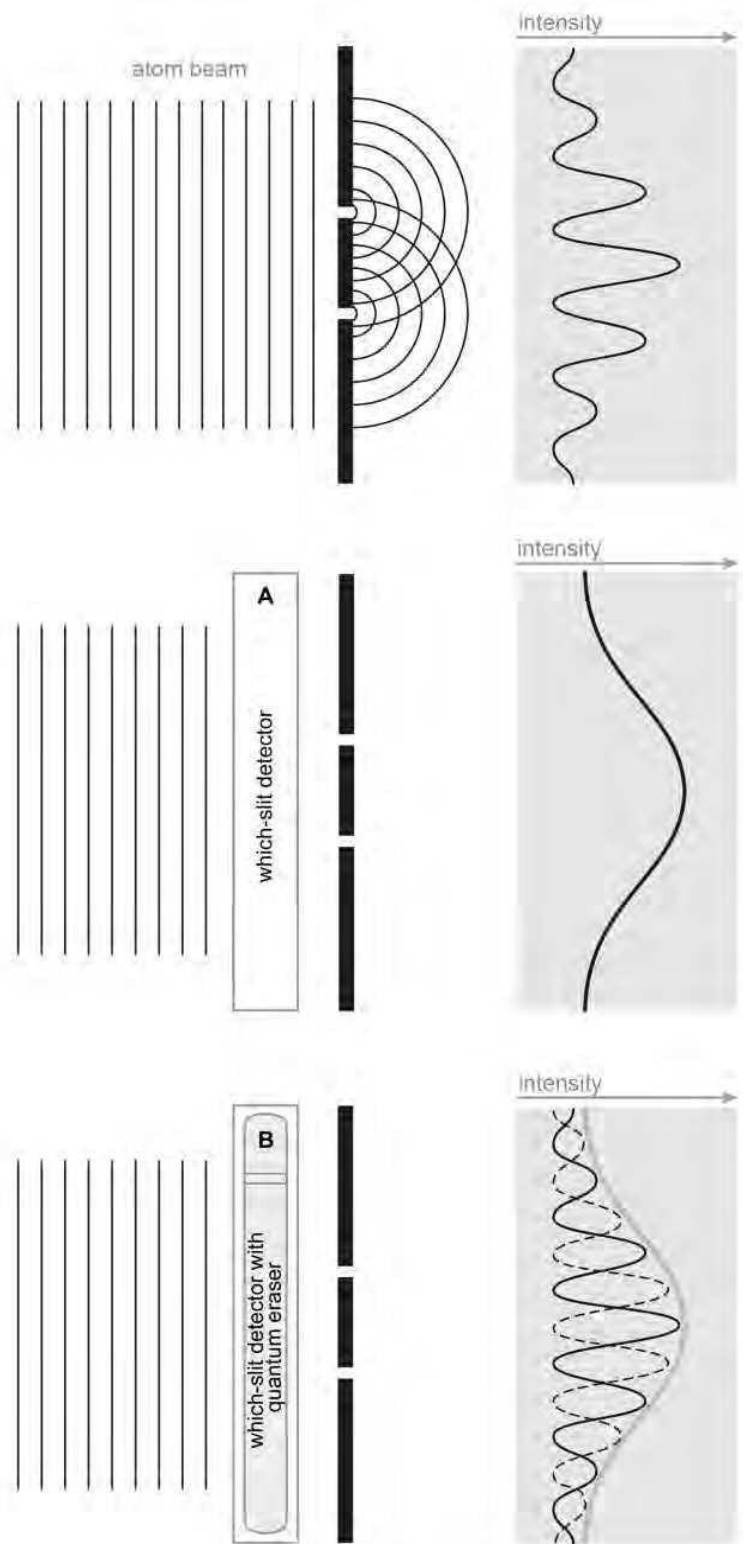 intensity
atom beam
intensity
A
which-slit detector
intensity
B
which-slit detector with
quantum eraser